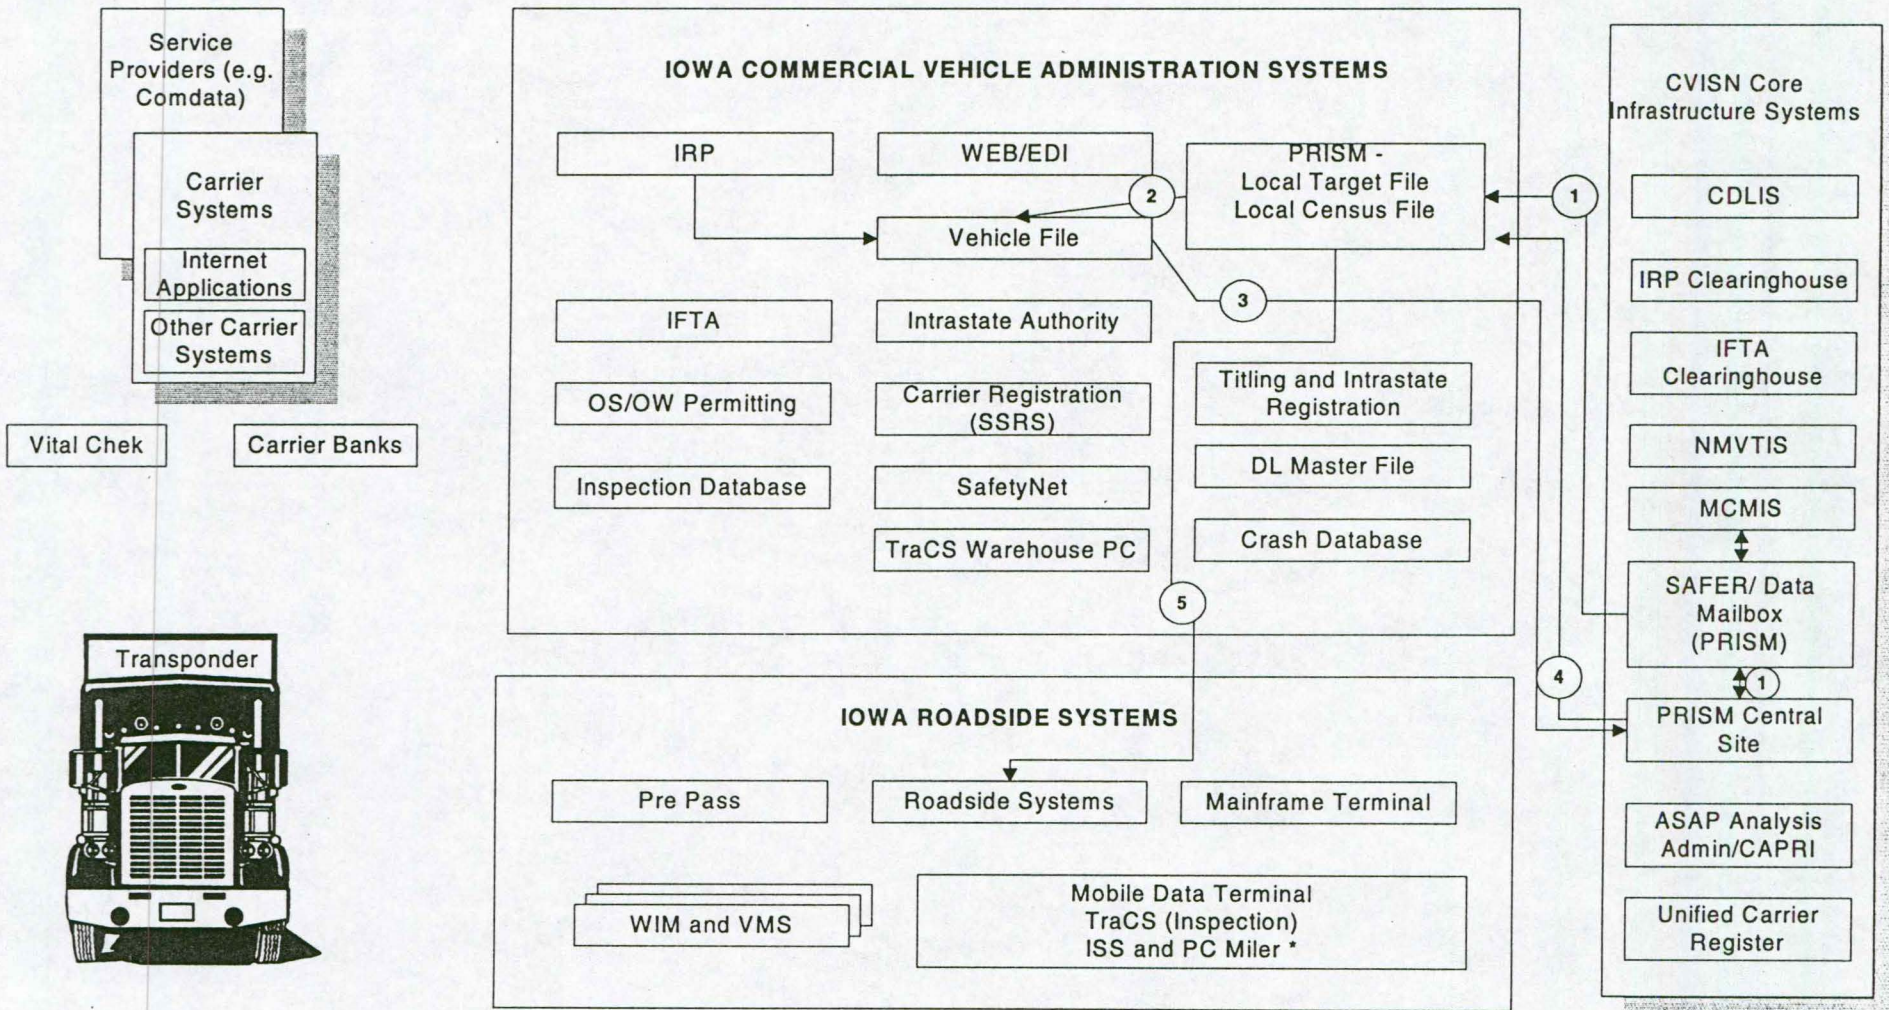 Service
Providers (e.g.
Comdata)
Carrier
Systems
Internet
Applications
Other Carrier
Systems
Vital Chek
Carrier Banks
Transponder
IOWA COMMERCIAL VEHICLE ADMINISTRATION SYSTEMS
IRP
WEB/EDI
PRISM -
Local Target File
Local Census File
2
1
Vehicle File
3
IFTA
Intrastate Authority
OS/OW Permitting
Carrier Registration
(SSRS)
Titling and Intrastate
Registration
Inspection Database
SafetyNet
DL Master File
TraCS Warehouse PC
Crash Database
5
4
IOWA ROADSIDE SYSTEMS
Pre Pass
Roadside Systems
Mainframe Terminal
WIM and VMS
Mobile Data Terminal
TraCS (Inspection)
ISS and PC Miler *
CVISN Core
Infrastructure Systems
CDLIS
IRP Clearinghouse
IFTA
Clearinghouse
NMVTIS
MCMIS
SAFER/ Data
Mailbox
(PRISM)
1
PRISM Central
Site
ASAP Analysis
Admin/CAPRI
Unified Carrier
Register